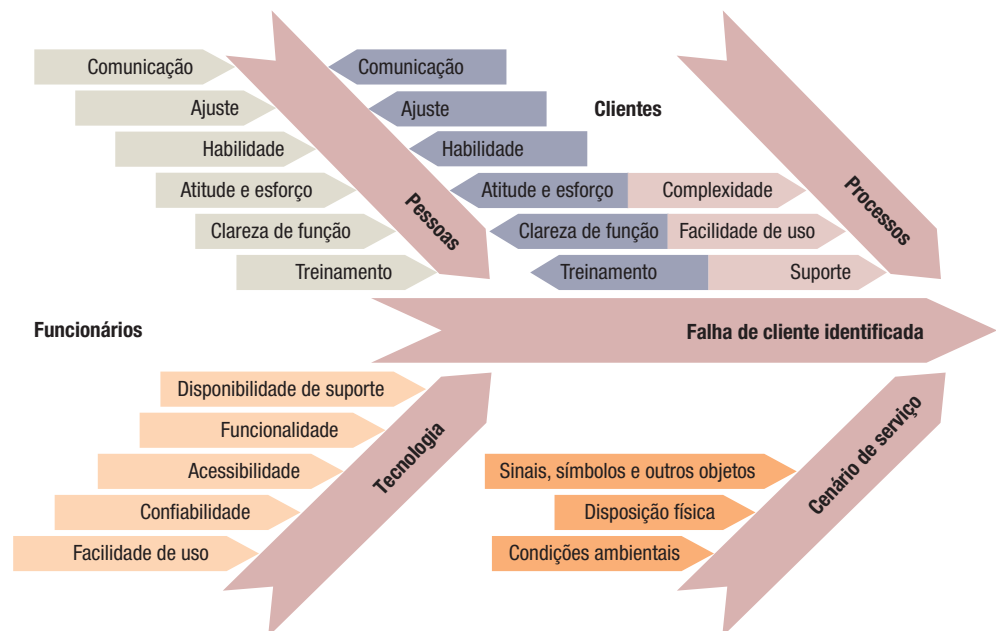 Comunicação
Comunicação
Ajuste
Ajuste
Clientes
Habilidade
Habilidade
Atitude e esforço
Pessoas
Atitude e esforço
Complexidade
Processos
Clareza de função
Clareza de função
Facilidade de uso
Treinamento
Treinamento
Suporte
Funcionários
Falha de cliente identificada
Disponibilidade de suporte
Funcionalidade
Tecnologia
Acessibilidade
Confiabilidade
Facilidade de uso
Sinais, símbolos e outros objetos
Cenário de serviço
Disposição física
Condições ambientais